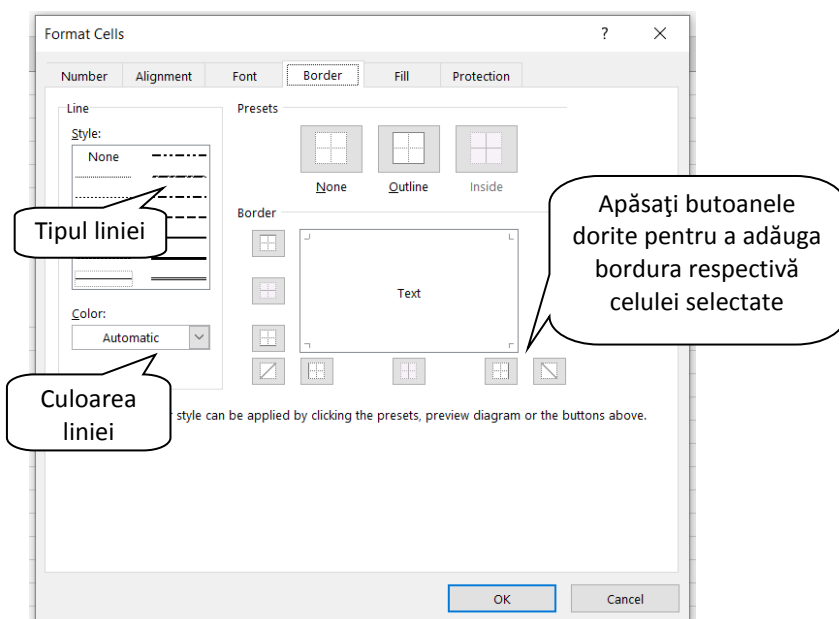 Format Cells ? ×
Number Alignment Font Border Fill Protection
Line
Style:
None
Tipul liniei
Color:
Automatic
Culoarea
liniei
Presets
None Outline Inside
Border
Text
Apăsaţi butoanele
dorite pentru a adăuga
bordura respectivă
celulei selectate
style can be applied by clicking the presets, preview diagram or the buttons above.
OK Cancel